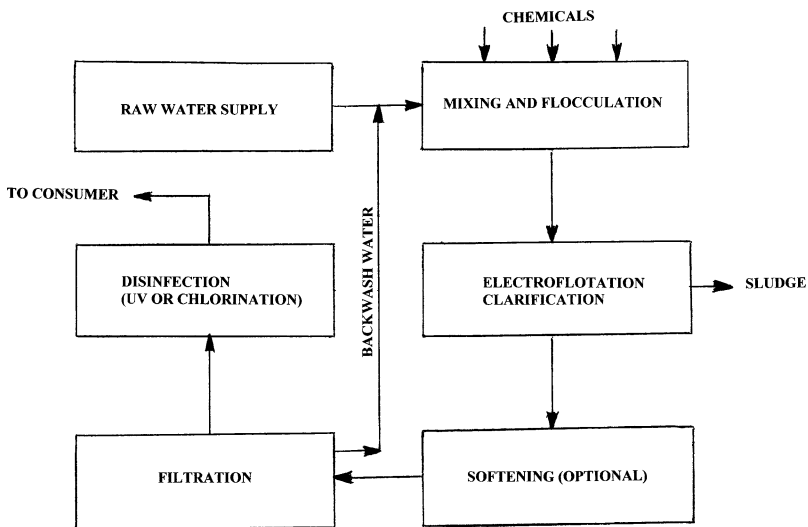 CHEMICALS
RAW WATER SUPPLY
MIXING AND FLOCCULATION
TO CONSUMER
BACKWASH WATER
DISINFECTION
(UV OR CHLORINATION)
ELECTROFLOTATION
CLARIFICATION
SLUDGE
FILTRATION
SOFTENING (OPTIONAL)